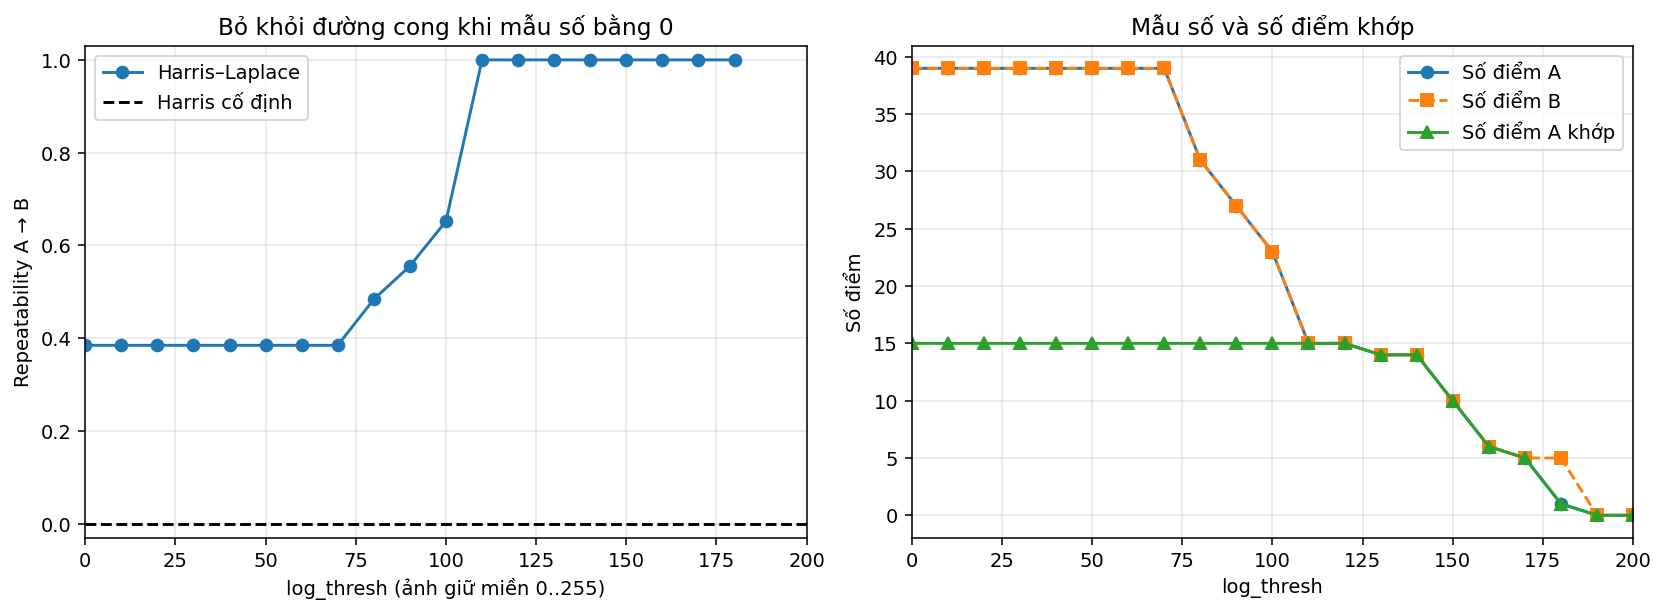 Bỏ khỏi đường cong khi mẫu số bằng 0
1.0
0.8
0.6
0.4
0.2
0.0
Repeatability A → B
Harris–Laplace
Harris cố định
0 25 50 75 100 125 150 175 200
log_thresh (ảnh giữ miền 0..255)
Mẫu số và số điểm khớp
40
35
30
25
20
15
10
5
0
Số điểm
Số điểm A
Số điểm B
Số điểm A khớp
0 25 50 75 100 125 150 175 200
log_thresh